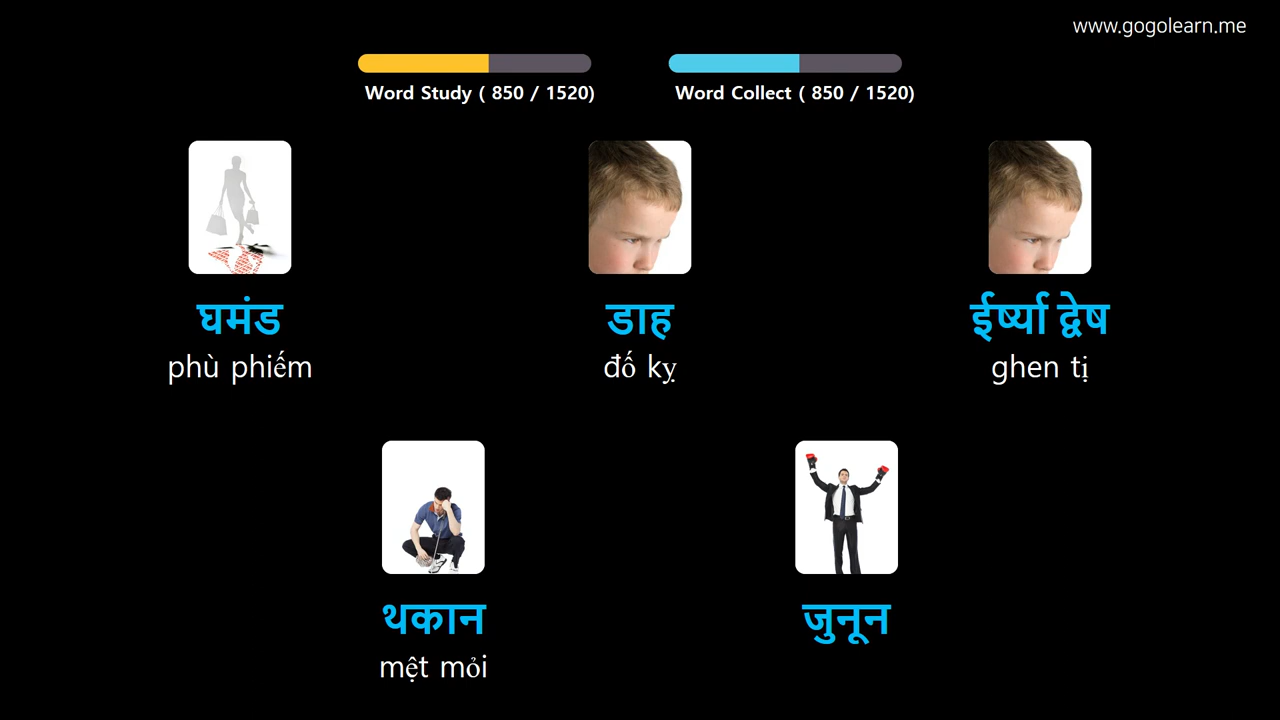 www.gogolearn.me
Word Study ( 850 / 1520)
Word Collect ( 850 / 1520)
घमंड
phù phiếm
डाह
đố kỵ
ईर्ष्या द्वेष
ghen tị
थकान
mệt mỏi
जुनून